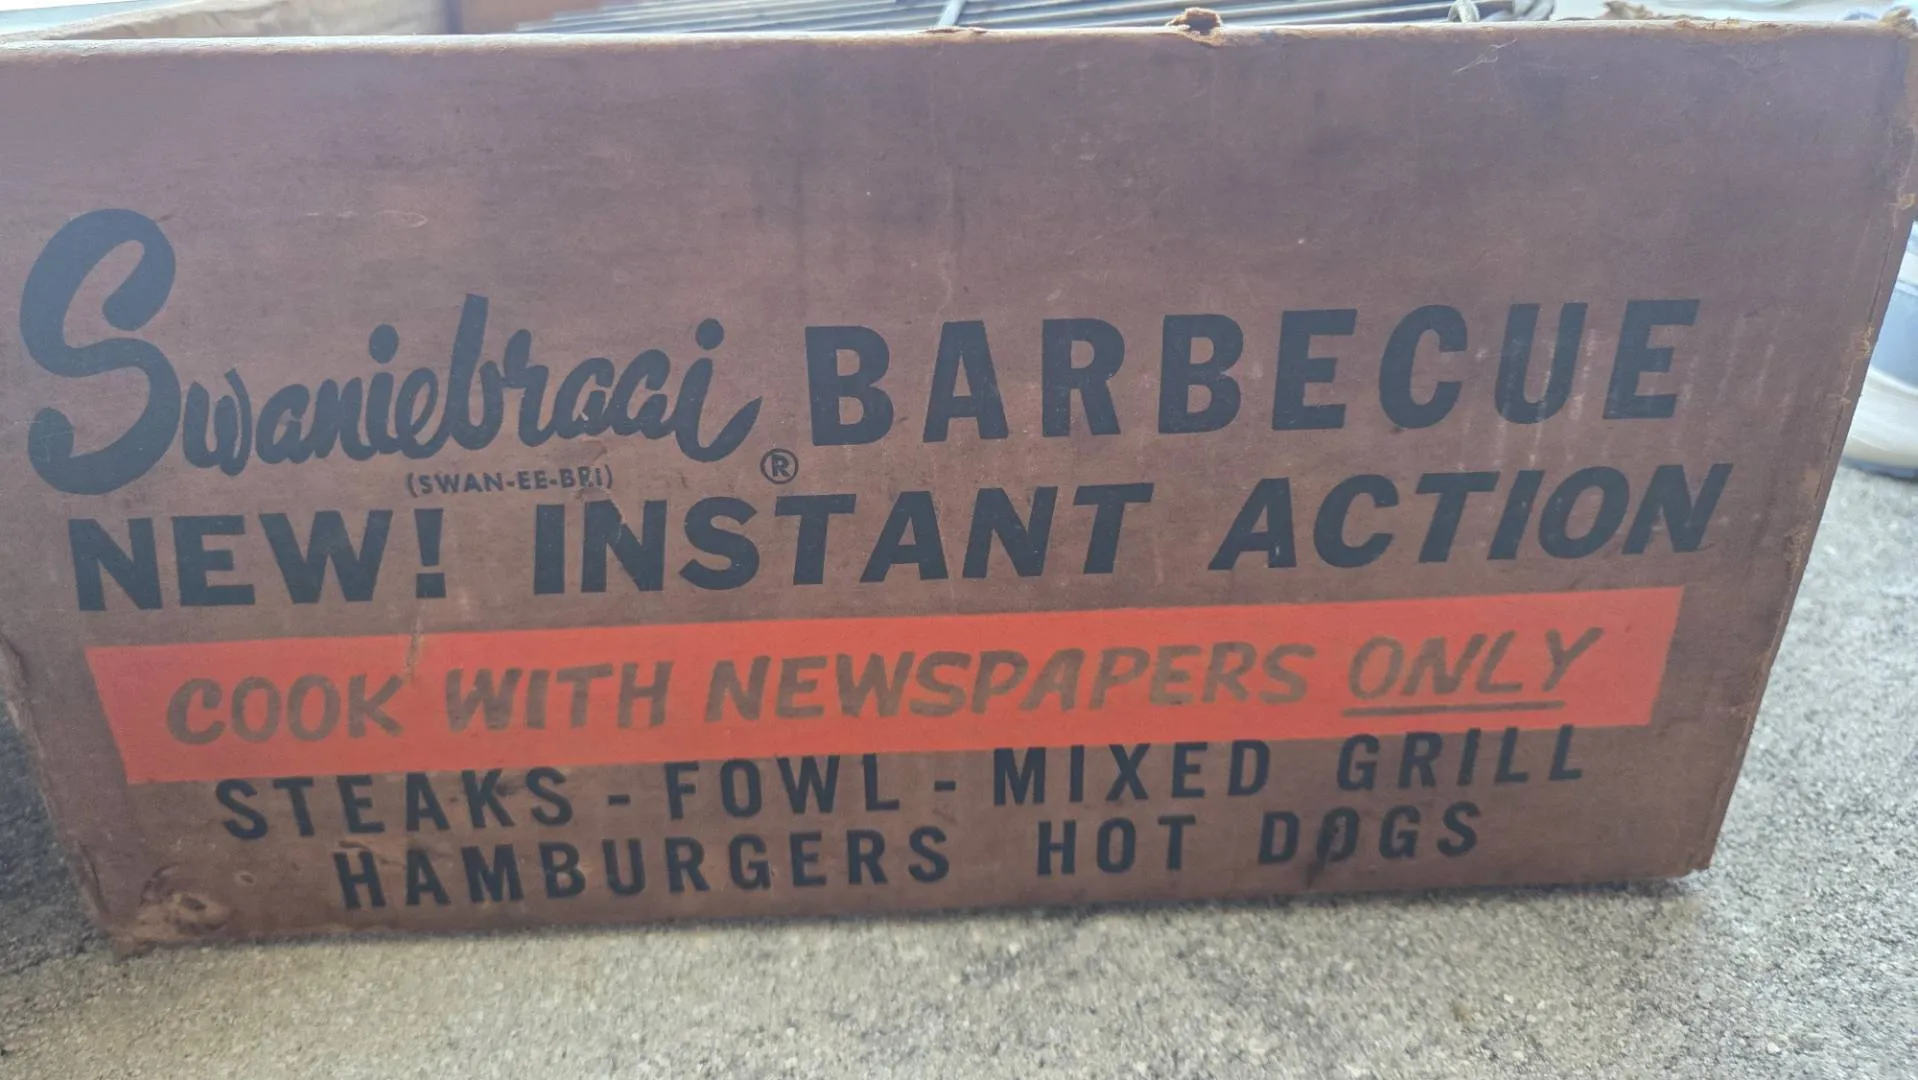 Swaniebraai® BARBECUE
(SWAN-EE-BRI)
NEW! INSTANT ACTION
COOK WITH NEWSPAPERS ONLY
STEAKS - FOWL - MIXED GRILL
HAMBURGERS HOT DOGS